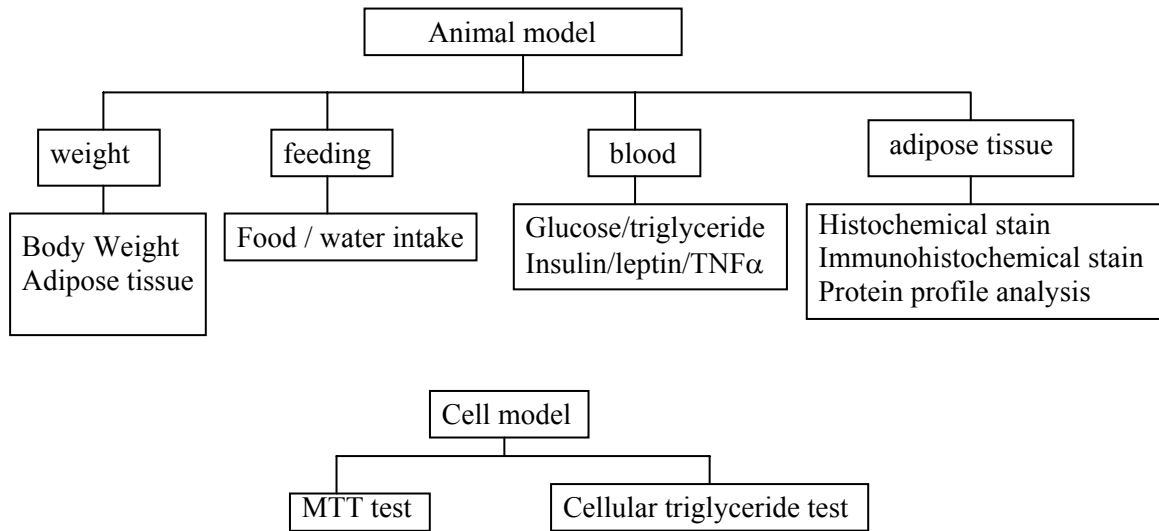 Animal model
weight
feeding
blood
adipose tissue
Body Weight
Adipose tissue
Food / water intake
Glucose/triglyceride
Insulin/leptin/TNFα
Histochemical stain
Immunohistochemical stain
Protein profile analysis
Cell model
MTT test
Cellular triglyceride test